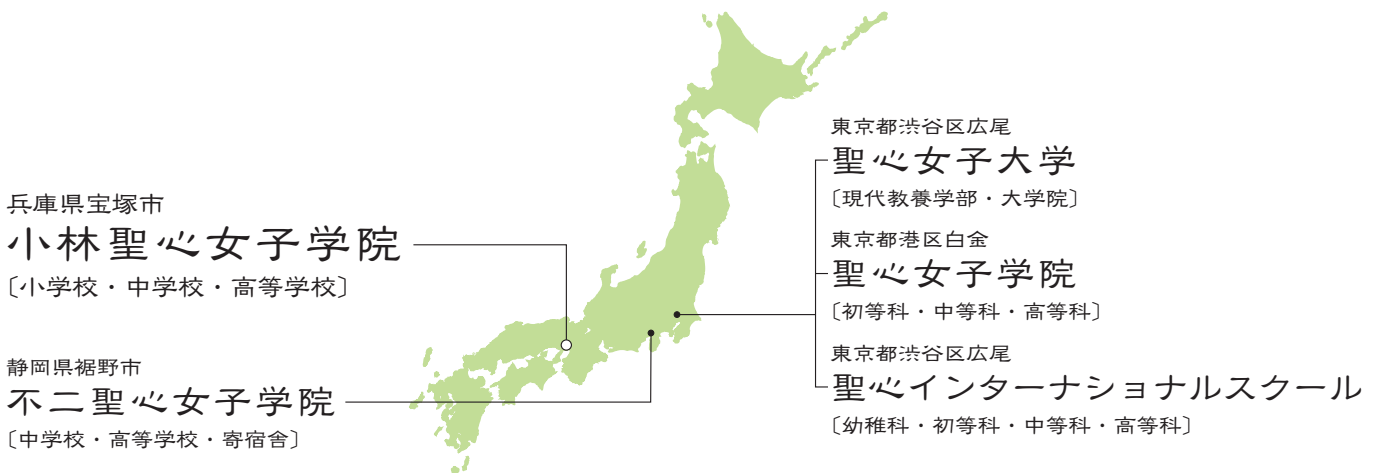 兵庫県宝塚市
小林聖心女子学院
〔小学校・中学校・高等学校〕
静岡県裾野市
不二聖心女子学院
〔中学校・高等学校・寄宿舎〕
東京都渋谷区広尾
聖心女子大学
〔現代教養学部・大学院〕
東京都港区白金
聖心女子学院
〔初等科・中等科・高等科〕
東京都渋谷区広尾
聖心インターナショナルスクール
〔幼稚科・初等科・中等科・高等科〕